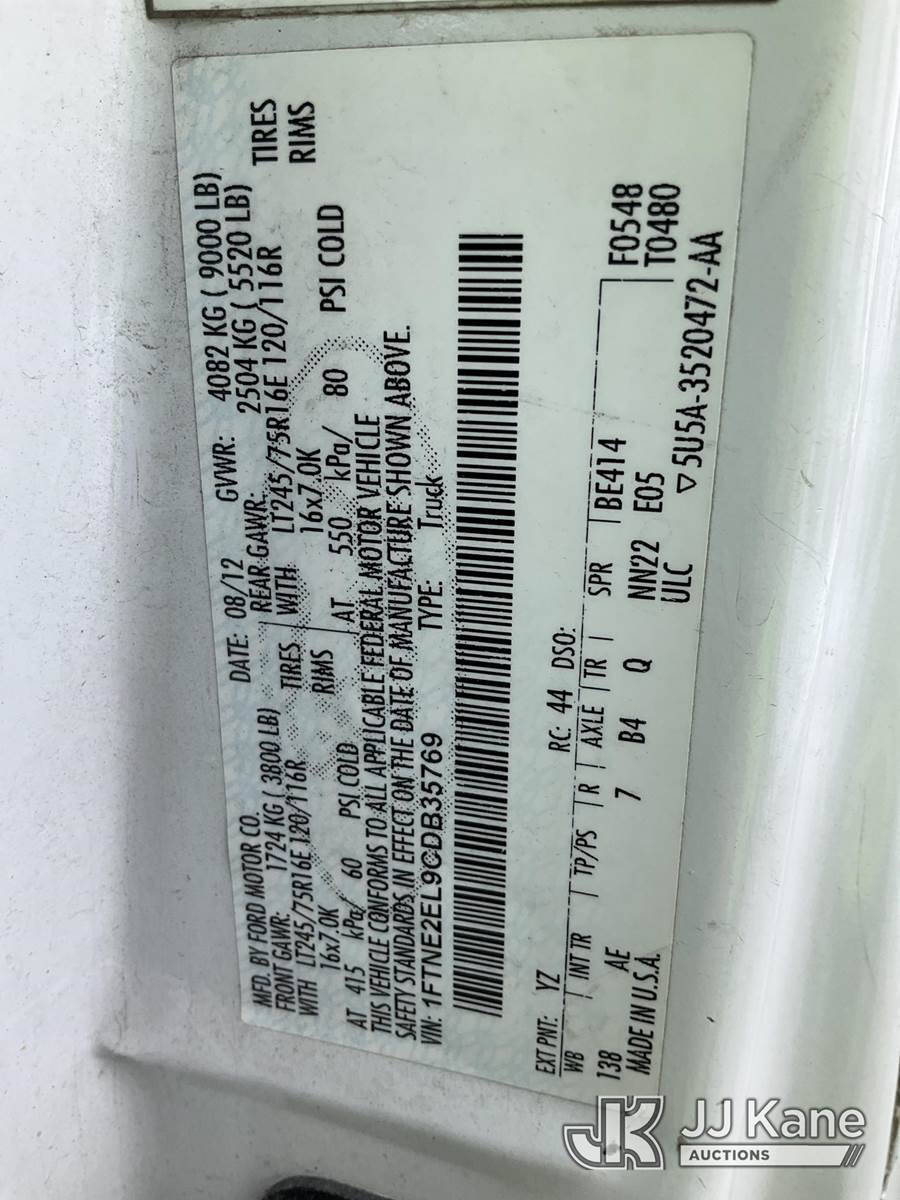 MFD. BY FORD MOTOR CO. DATE: 08/12 GVWR: 4082 KG ( 9000 LB)
FRONT GAWR: 1724 KG ( 3800 LB) REAR GAWR: 2504 KG ( 5520 LB)
WITH LT245/75R16E 120/116R TIRES WITH LT245/75R16E 120/116R TIRES
16x7.0K RIMS 16x7.0K RIMS
AT 415 kPa/ 60 PSI COLD AT 550 kPa/ 80 PSI COLD
THIS VEHICLE CONFORMS TO ALL APPLICABLE FEDERAL MOTOR VEHICLE
SAFETY STANDARDS IN EFFECT ON THE DATE OF MANUFACTURE SHOWN ABOVE.
VIN: 1FTNE2EL9CDB35769 TYPE: Truck
EXT PNT: YZ RC: 44 DSO: F0548
WB INT TR TP/PS R AXLE TR SPR BE414 T0480
138 AE 7 B4 Q NN22 E05
MADE IN U.S.A. ULC ▽ 5U5A-3520472-AA
JK JJ Kane
AUCTIONS